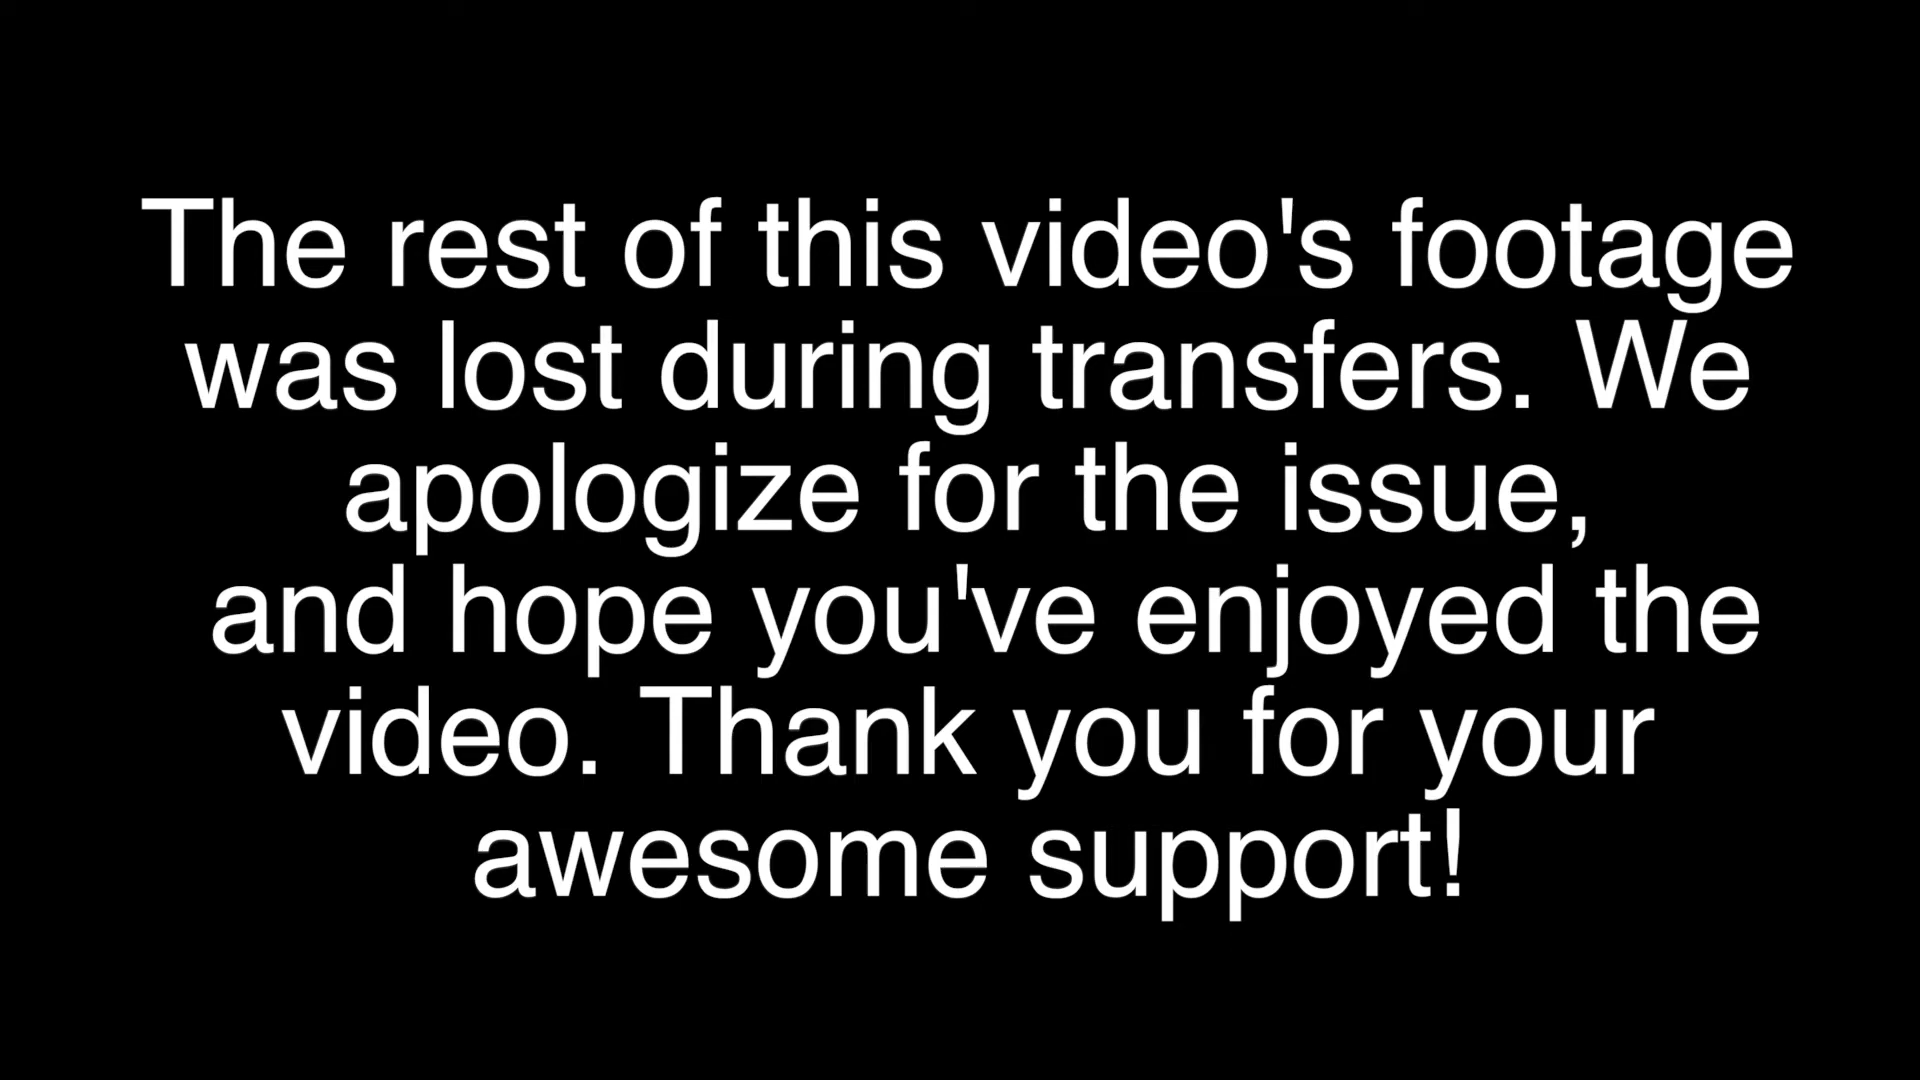 The rest of this video's footage
was lost during transfers. We
apologize for the issue,
and hope you've enjoyed the
video. Thank you for your
awesome support!